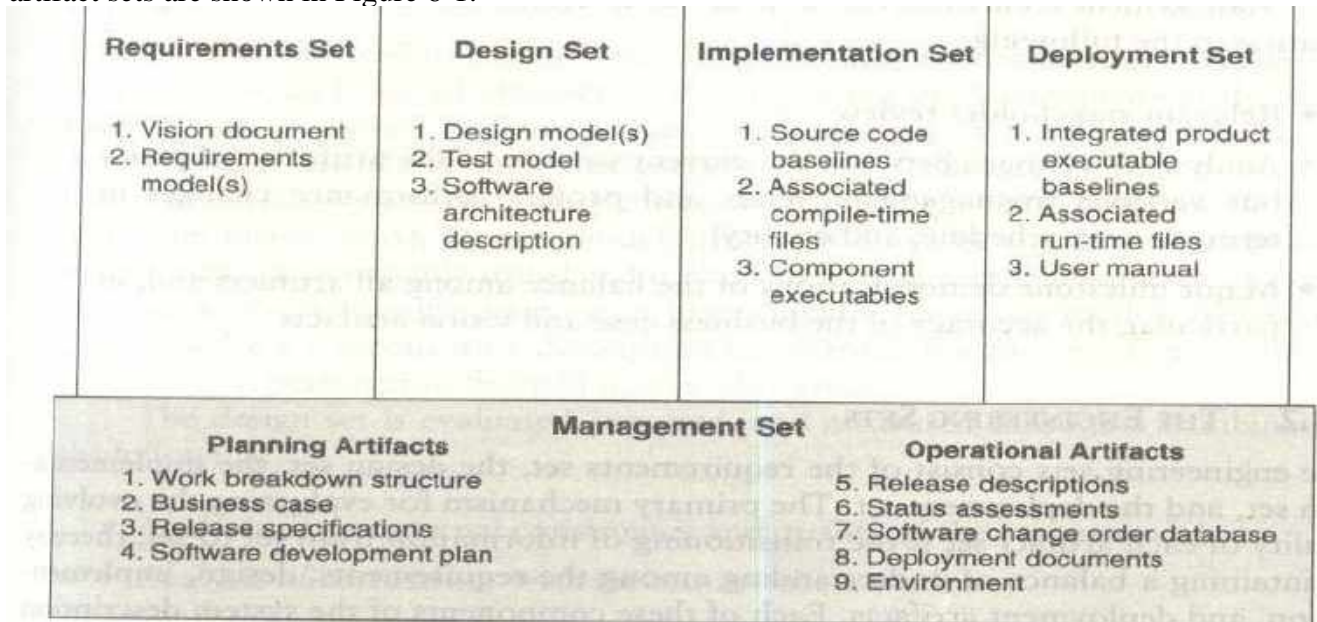 artifact sets are shown in Figure 6-1.
Requirements Set
1. Vision document
2. Requirements
model(s)
Design Set
1. Design model(s)
2. Test model
3. Software
architecture
description
Implementation Set
1. Source code
baselines
2. Associated
compile-time
files
3. Component
executables
Deployment Set
1. Integrated product
executable
baselines
2. Associated
run-time files
3. User manual
Management Set
Planning Artifacts
1. Work breakdown structure
2. Business case
3. Release specifications
4. Software development plan
Operational Artifacts
5. Release descriptions
6. Status assessments
7. Software change order database
8. Deployment documents
9. Environment